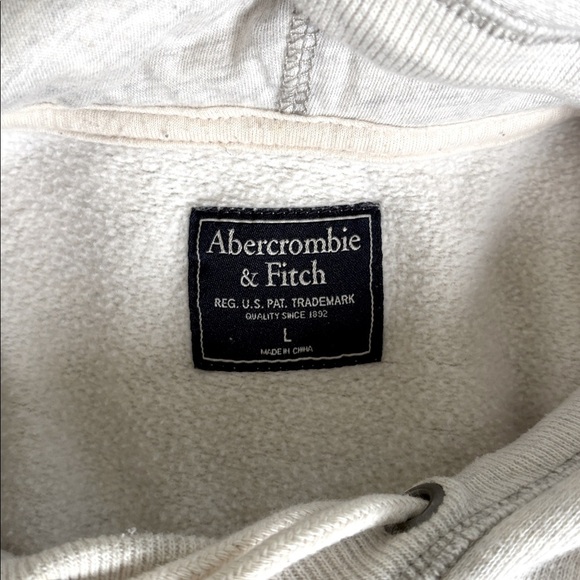 Abercrombie
& Fitch
REG. U.S. PAT. TRADEMARK
QUALITY SINCE 1892
L
MADE IN CHINA